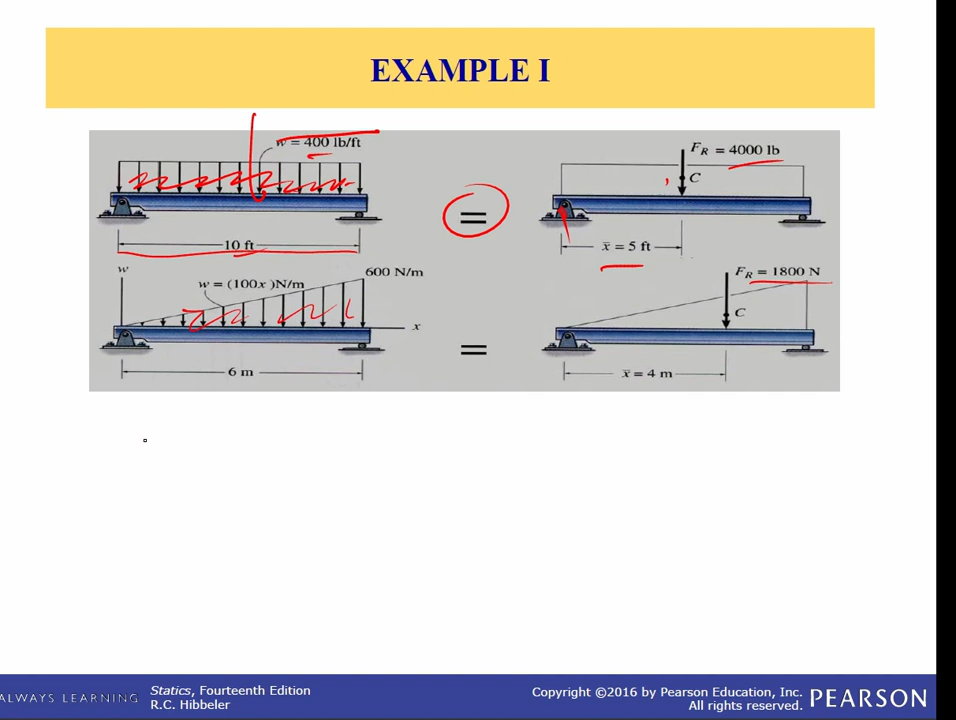 EXAMPLE I
w = 400 lb/ft
10 ft
F_R = 4000 lb
C
=
x̄ = 5 ft
w
w = (100x )N/m
600 N/m
x
6 m
=
F_R = 1800 N
C
x̄ = 4 m
ALWAYS LEARNING
Statics, Fourteenth Edition
R.C. Hibbeler
Copyright ©2016 by Pearson Education, Inc.
All rights reserved.
PEARSON